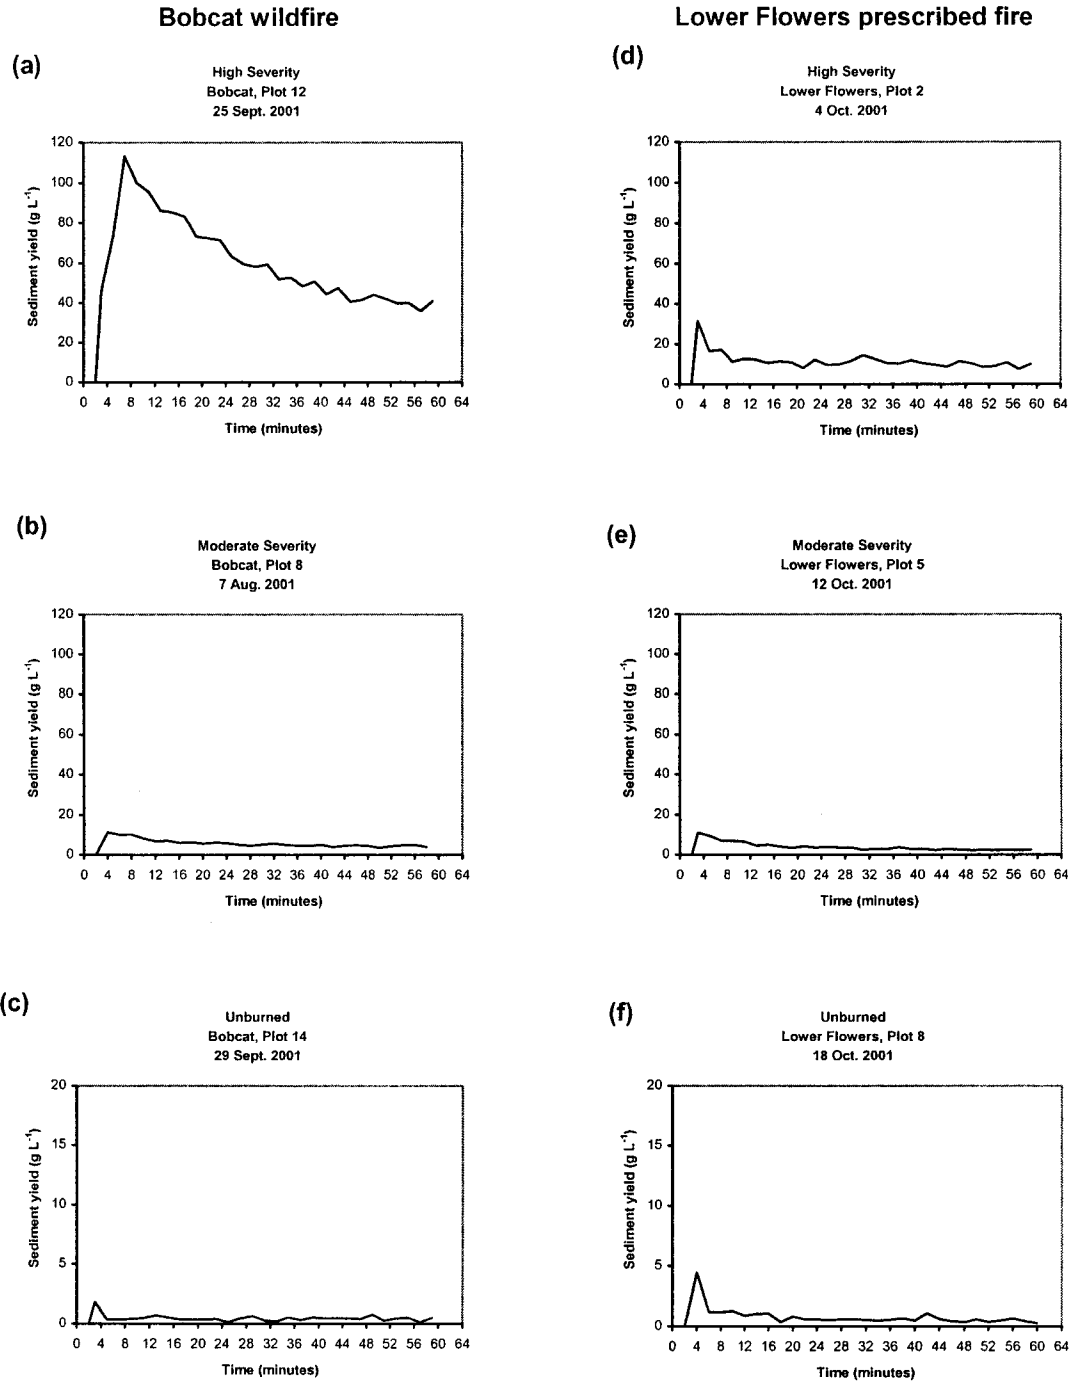 Bobcat wildfire
Lower Flowers prescribed fire
(a)
High Severity
Bobcat, Plot 12
25 Sept. 2001
120
100
80
60
40
20
0
Sediment yield (g L-1)
0 4 8 12 16 20 24 28 32 36 40 44 48 52 56 60 64
Time (minutes)
(d)
High Severity
Lower Flowers, Plot 2
4 Oct. 2001
120
100
80
60
40
20
0
Sediment yield (g L-1)
0 4 8 12 16 20 24 28 32 36 40 44 48 52 56 60 64
Time (minutes)
(b)
Moderate Severity
Bobcat, Plot 8
7 Aug. 2001
120
100
80
60
40
20
0
Sediment yield (g L-1)
0 4 8 12 16 20 24 28 32 36 40 44 48 52 56 60 64
Time (minutes)
(e)
Moderate Severity
Lower Flowers, Plot 5
12 Oct. 2001
120
100
80
60
40
20
0
Sediment yield (g L-1)
0 4 8 12 16 20 24 28 32 36 40 44 48 52 56 60 64
Time (minutes)
(c)
Unburned
Bobcat, Plot 14
29 Sept. 2001
20
15
10
5
0
Sediment yield (g L-1)
0 4 8 12 16 20 24 28 32 36 40 44 48 52 56 60 64
Time (minutes)
(f)
Unburned
Lower Flowers, Plot 8
18 Oct. 2001
20
15
10
5
0
Sediment yield (g L-1)
0 4 8 12 16 20 24 28 32 36 40 44 48 52 56 60 64
Time (minutes)